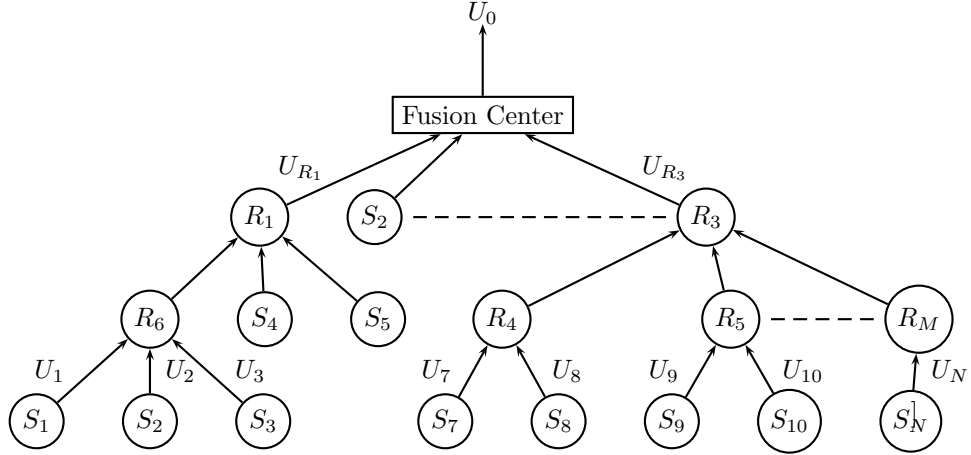 U_0
Fusion Center
U_{R_1} U_{R_3}
R_1 S_2 R_3
R_6 S_4 S_5 R_4 R_5 R_M
U_1 U_2 U_3 U_7 U_8 U_9 U_{10} U_N
S_1 S_2 S_3 S_7 S_8 S_9 S_{10} S_N]